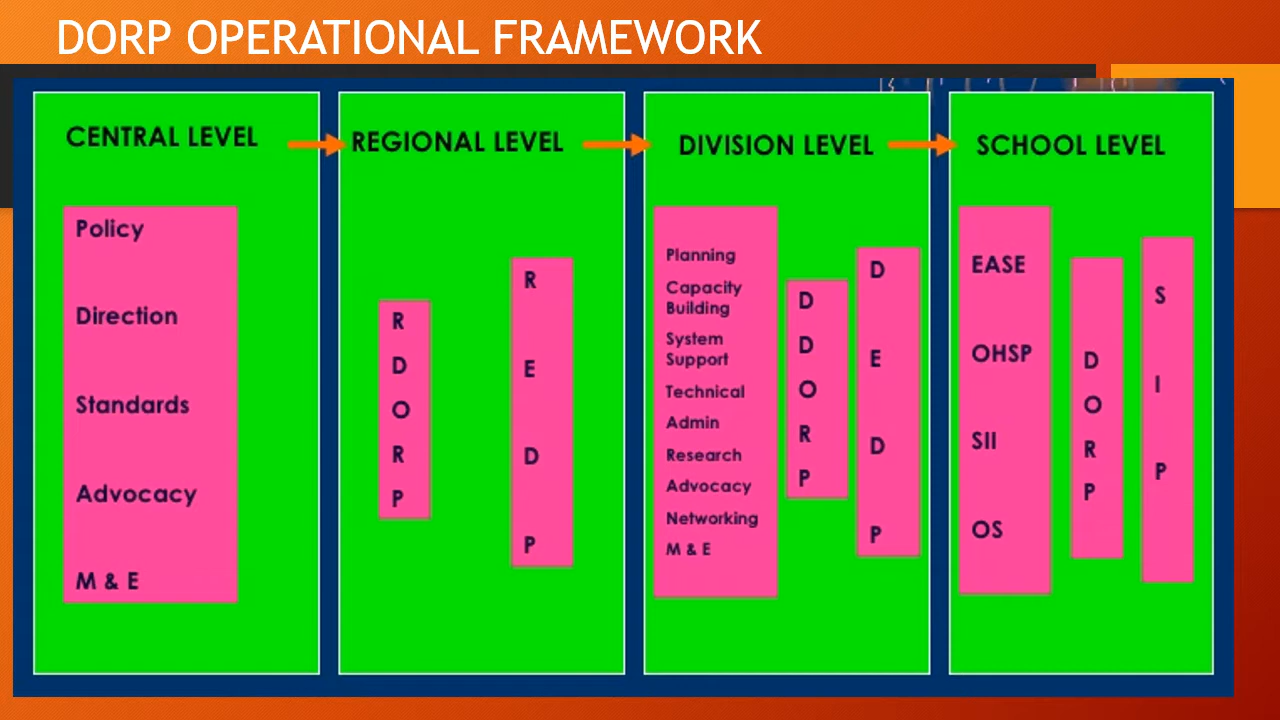 DORP OPERATIONAL FRAMEWORK
CENTRAL LEVEL
Policy
Direction
Standards
Advocacy
M & E
REGIONAL LEVEL
R
D
O
R
P
R
E
D
P
DIVISION LEVEL
Planning
Capacity
Building
System
Support
Technical
Admin
Research
Advocacy
Networking
M & E
D
D
O
R
P
D
E
D
P
SCHOOL LEVEL
EASE
OHSP
SII
OS
D
O
R
P
S
I
P